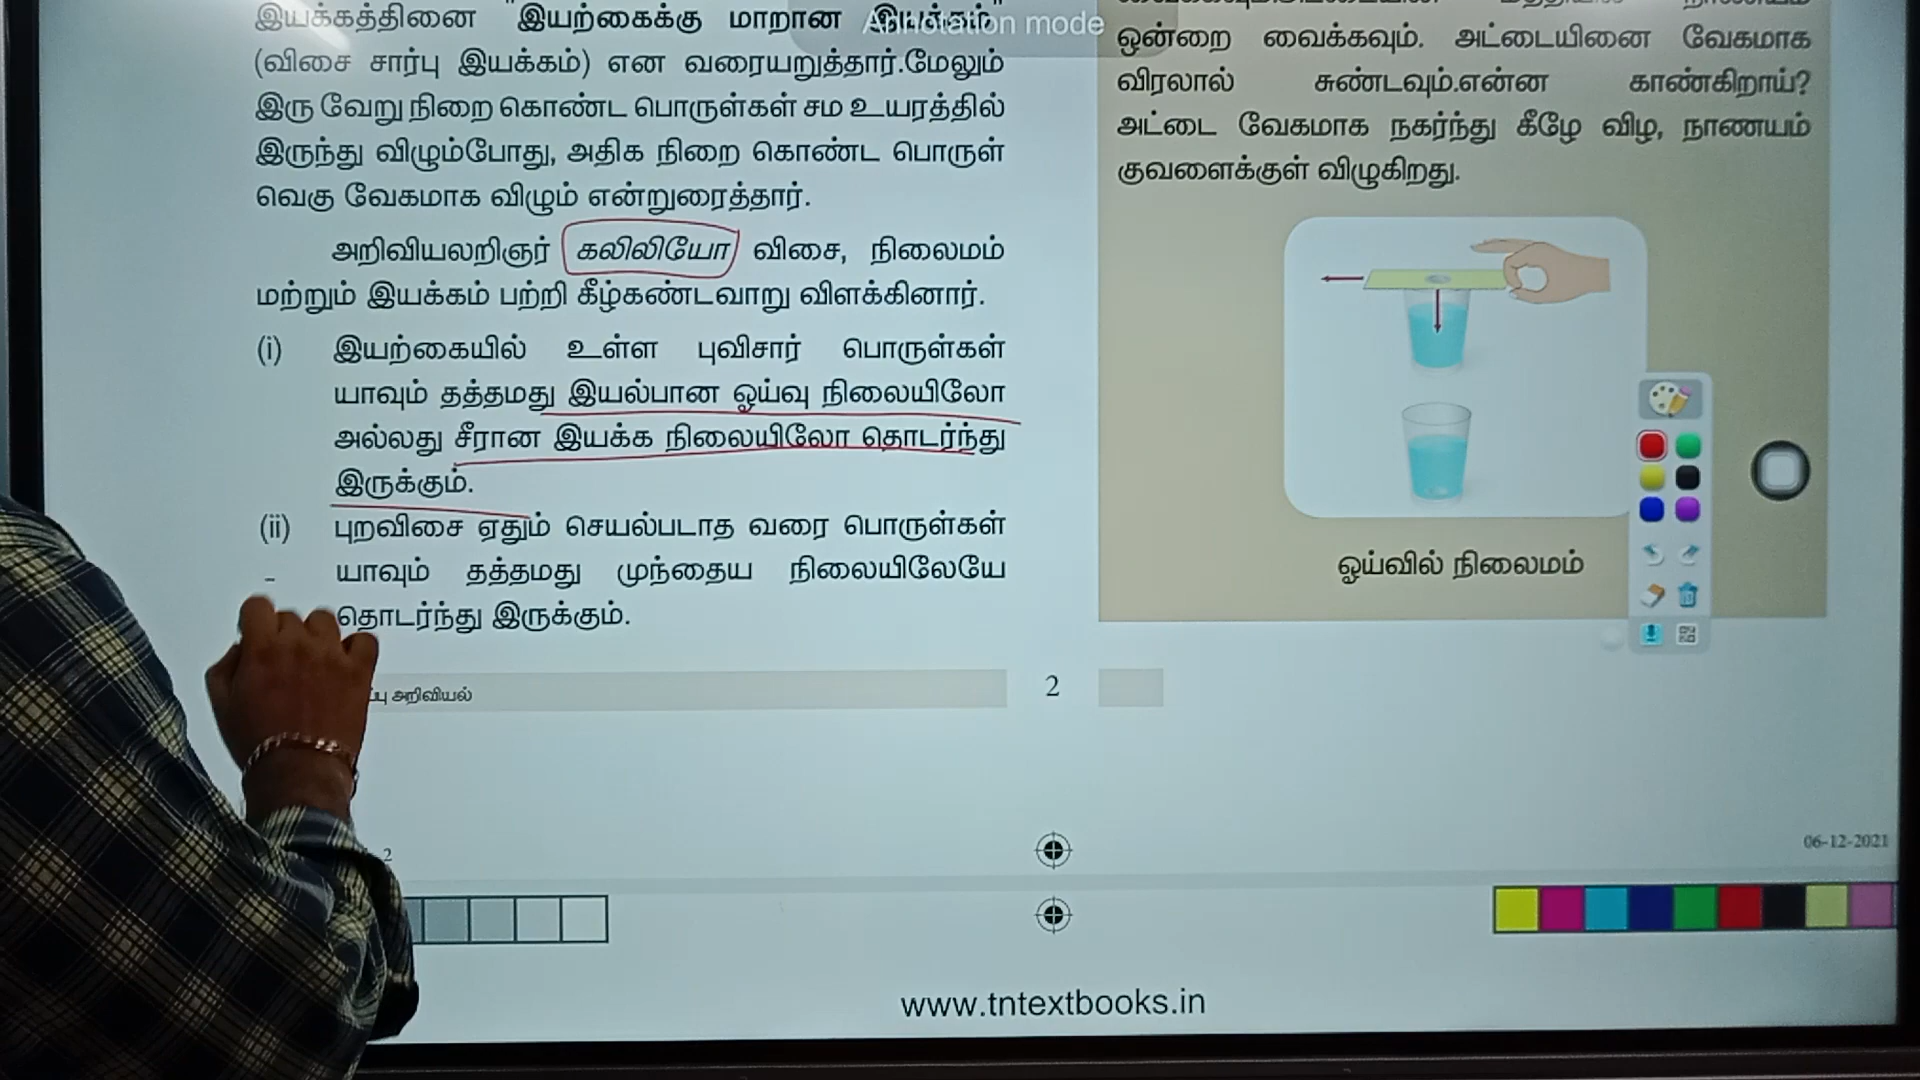 Annotation mode
இயக்கத்தினை "இயற்கைக்கு மாறான இயக்கம்"
(விசை சார்பு இயக்கம்) என வரையறுத்தார்.மேலும்
இரு வேறு நிறை கொண்ட பொருள்கள் சம உயரத்தில்
இருந்து விழும்போது, அதிக நிறை கொண்ட பொருள்
வெகு வேகமாக விழும் என்றுரைத்தார்.
அறிவியலறிஞர் கலிலியோ விசை, நிலைமம்
மற்றும் இயக்கம் பற்றி கீழ்கண்டவாறு விளக்கினார்.
(i) இயற்கையில் உள்ள புவிசார் பொருள்கள்
யாவும் தத்தமது இயல்பான ஓய்வு நிலையிலோ
அல்லது சீரான இயக்க நிலையிலோ தொடர்ந்து
இருக்கும்.
(ii) புறவிசை ஏதும் செயல்படாத வரை பொருள்கள்
யாவும் தத்தமது முந்தைய நிலையிலேயே
தொடர்ந்து இருக்கும்.
அறிவியல்
2
ஒன்றை வைக்கவும். அட்டையினை வேகமாக
விரலால் சுண்டவும்.என்ன காண்கிறாய்?
அட்டை வேகமாக நகர்ந்து கீழே விழ, நாணயம்
குவளைக்குள் விழுகிறது.
ஓய்வில் நிலைமம்
2
06-12-2021
www.tntextbooks.in